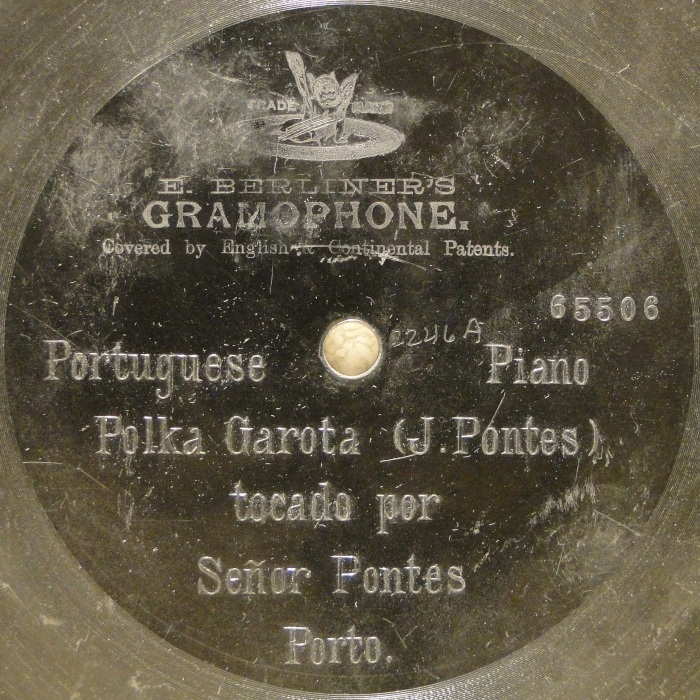 TRADE MARK
E. BERLINER'S
GRAMOPHONE.
Covered by English & Continental Patents.
65506
2246 A
Portuguese Piano
Polka Garota (J. Pontes)
tocado por
Señor Pontes
Porto.